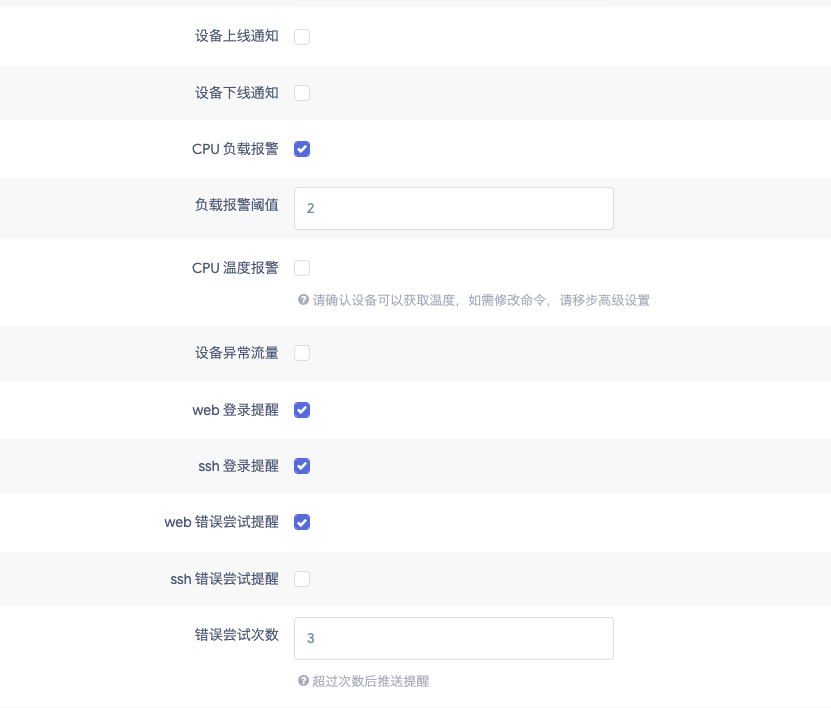 设备上线通知
设备下线通知
CPU 负载报警
负载报警阈值 2
CPU 温度报警
请确认设备可以获取温度，如需修改命令，请移步高级设置
设备异常流量
web 登录提醒
ssh 登录提醒
web 错误尝试提醒
ssh 错误尝试提醒
错误尝试次数 3
超过次数后推送提醒